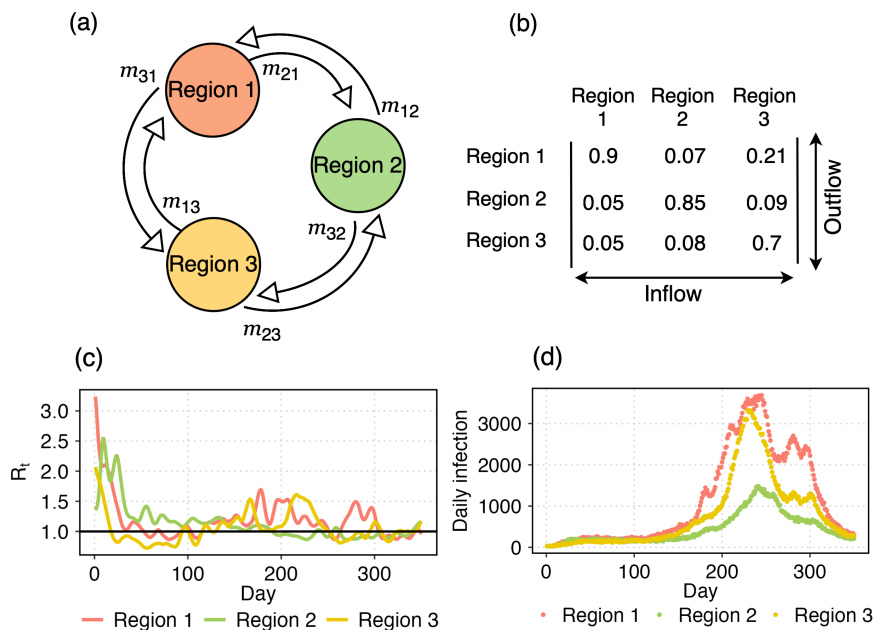 (a)
m31
Region 1
m21
m12
Region 2
m13
m32
Region 3
m23
(b)
Region 1 Region 2 Region 3
Region 1 0.9 0.07 0.21
Region 2 0.05 0.85 0.09
Region 3 0.05 0.08 0.7
Outflow
Inflow
(c)
Rt
3.0
2.5
2.0
1.5
1.0
0 100 200 300
Day
Region 1 Region 2 Region 3
(d)
Daily infection
3000
2000
1000
0
0 100 200 300
Day
Region 1 Region 2 Region 3